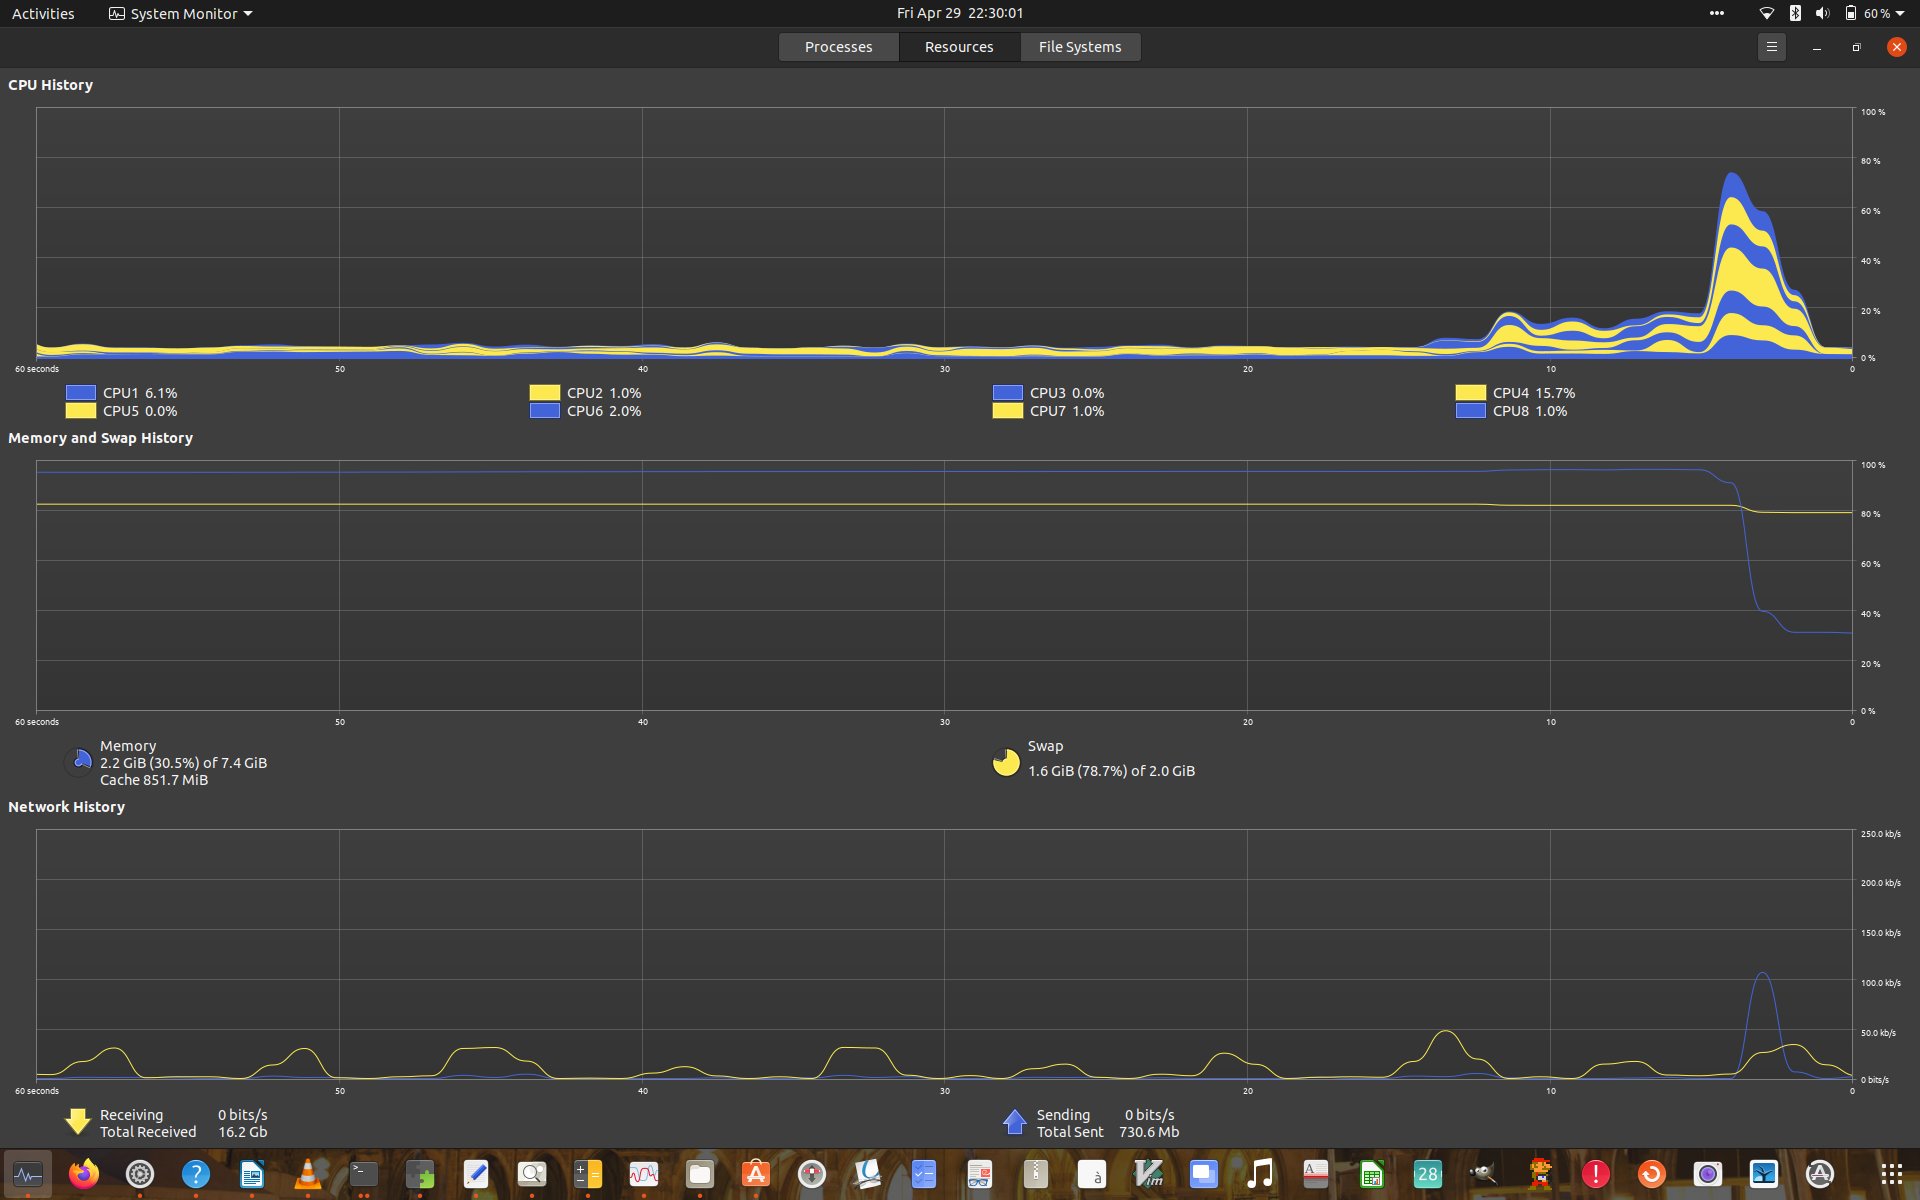 Activities System Monitor Fri Apr 29 22:30:01 60 %
Processes Resources File Systems
CPU History
100 %
80 %
60 %
40 %
20 %
0 %
60 seconds 50 40 30 20 10 0
CPU1 6.1% CPU2 1.0% CPU3 0.0% CPU4 15.7%
CPU5 0.0% CPU6 2.0% CPU7 1.0% CPU8 1.0%
Memory and Swap History
100 %
80 %
60 %
40 %
20 %
0 %
60 seconds 50 40 30 20 10 0
Memory Swap
2.2 GiB (30.5%) of 7.4 GiB 1.6 GiB (78.7%) of 2.0 GiB
Cache 851.7 MiB
Network History
250.0 kb/s
200.0 kb/s
150.0 kb/s
100.0 kb/s
50.0 kb/s
0 bits/s
60 seconds 50 40 30 20 10 0
Receiving 0 bits/s Sending 0 bits/s
Total Received 16.2 Gb Total Sent 730.6 Mb
? >_ à Vim A 28 !